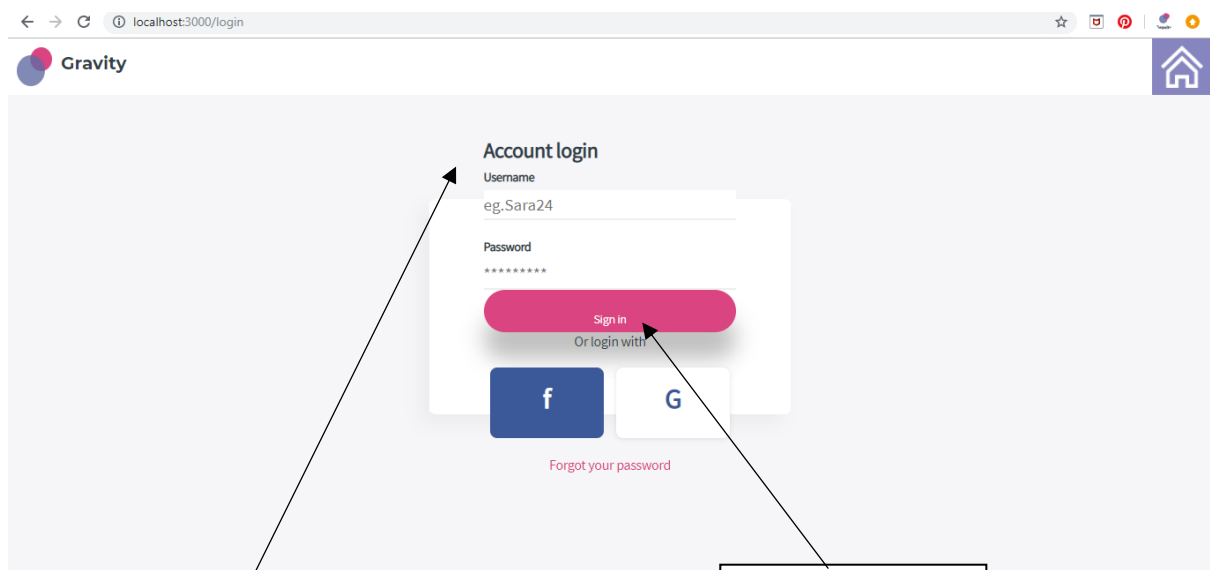 localhost:3000/login
Gravity
Account login
Username
eg.Sara24
Password
*********
Sign in
Or login with
f
G
Forgot your password